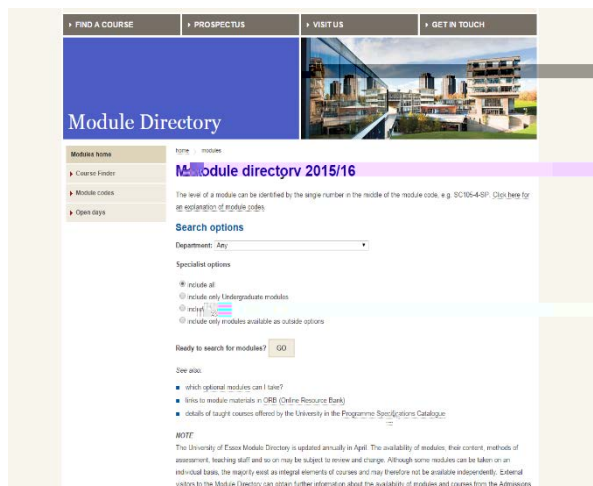 FIND A COURSE
PROSPECTUS
VISIT US
GET IN TOUCH
Module Directory
Modules home
Course Finder
Module codes
Open days
home : modules
Module directory 2015/16
The level of a module can be identified by the single number in the middle of the module code, e.g. SC106-4-SP. Click here for
an explanation of module codes.
Search options
Department: Any
Specialist options
include all
include only Undergraduate modules
include only modules available as outside options
Ready to search for modules? GO
See also:
which optional modules can I take?
links to module materials in ORB (Online Resource Bank)
details of taught courses offered by the University in the Programme Specifications Catalogue
NOTE
The University of Essex Module Directory is updated annually in April. The availability of modules, their content, methods of
assessment, teaching staff and so on may be subject to review and change. Although some modules can be taken on an
individual basis, the majority exist as integral elements of courses and may therefore not be available independently. External
visitors to the Module Directory can obtain further information about the availability of modules and courses from the Admissions